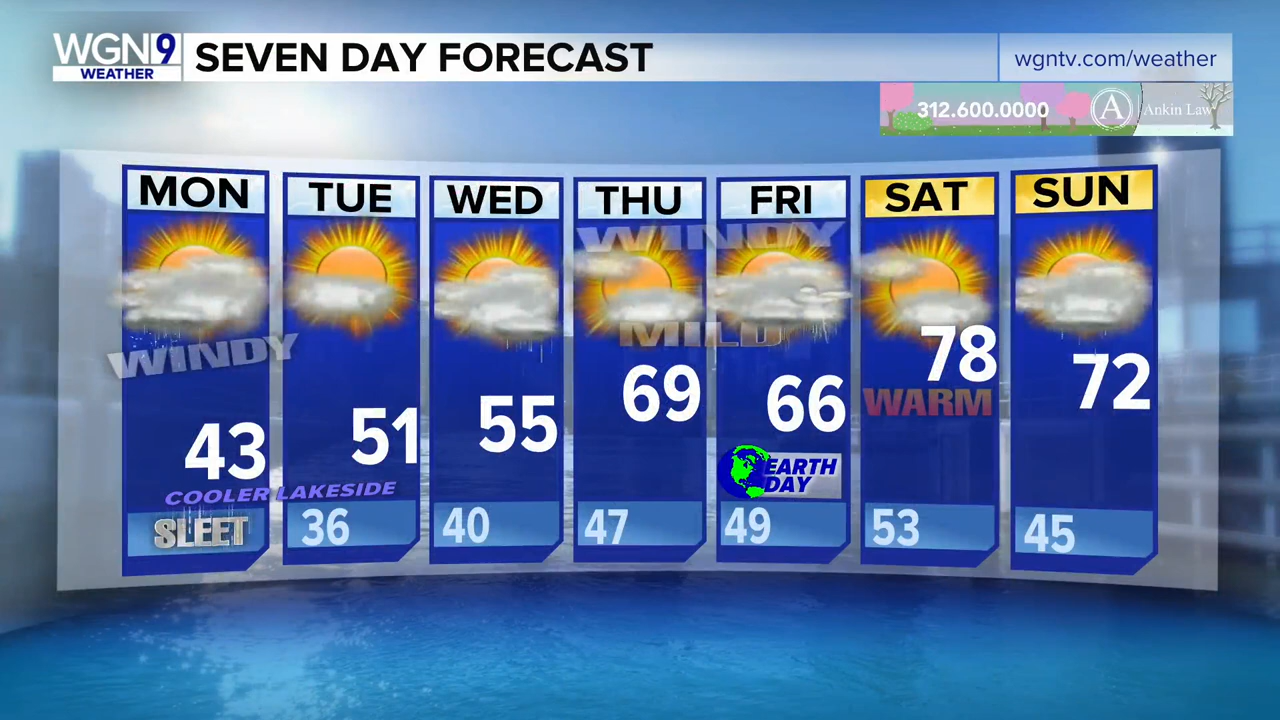 WGN 9
WEATHER
SEVEN DAY FORECAST
wgntv.com/weather
312.600.0000
A
Ankin Law
MON
TUE
WED
THU
FRI
SAT
SUN
WINDY
WINDY
MILD
43
51
55
69
66
78
72
WARM
COOLER LAKESIDE
EARTH
DAY
SLEET
36
40
47
49
53
45